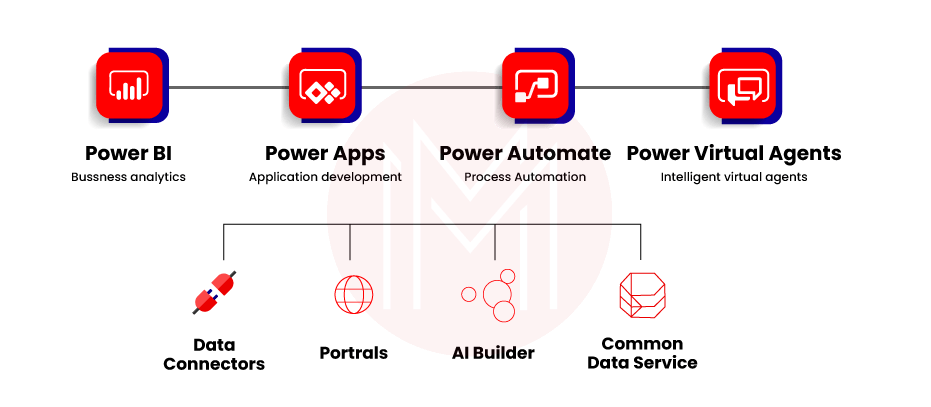 Power BI
Bussness analytics
Power Apps
Application development
Power Automate
Process Automation
Power Virtual Agents
Intelligent virtual agents
Data
Connectors
Portrals
AI Builder
Common
Data Service